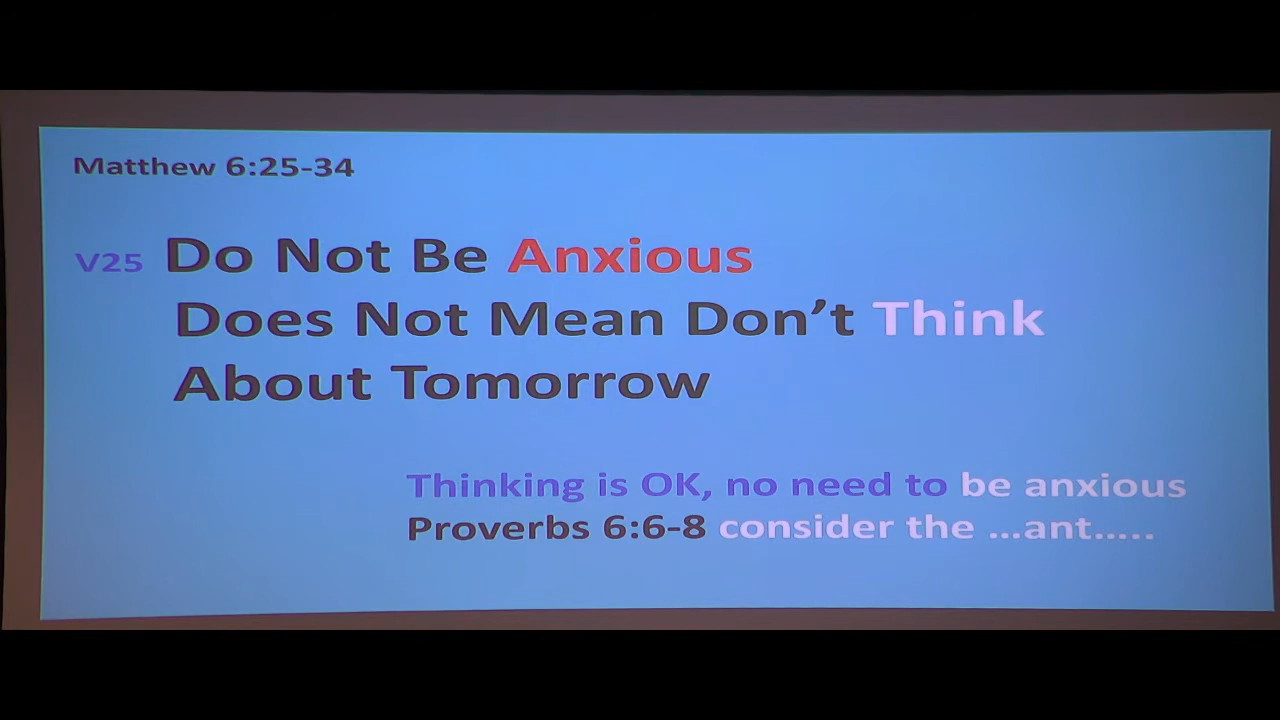 Matthew 6:25-34
V25 Do Not Be Anxious
Does Not Mean Don’t Think
About Tomorrow
Thinking is OK, no need to be anxious
Proverbs 6:6-8 consider the ...ant.....